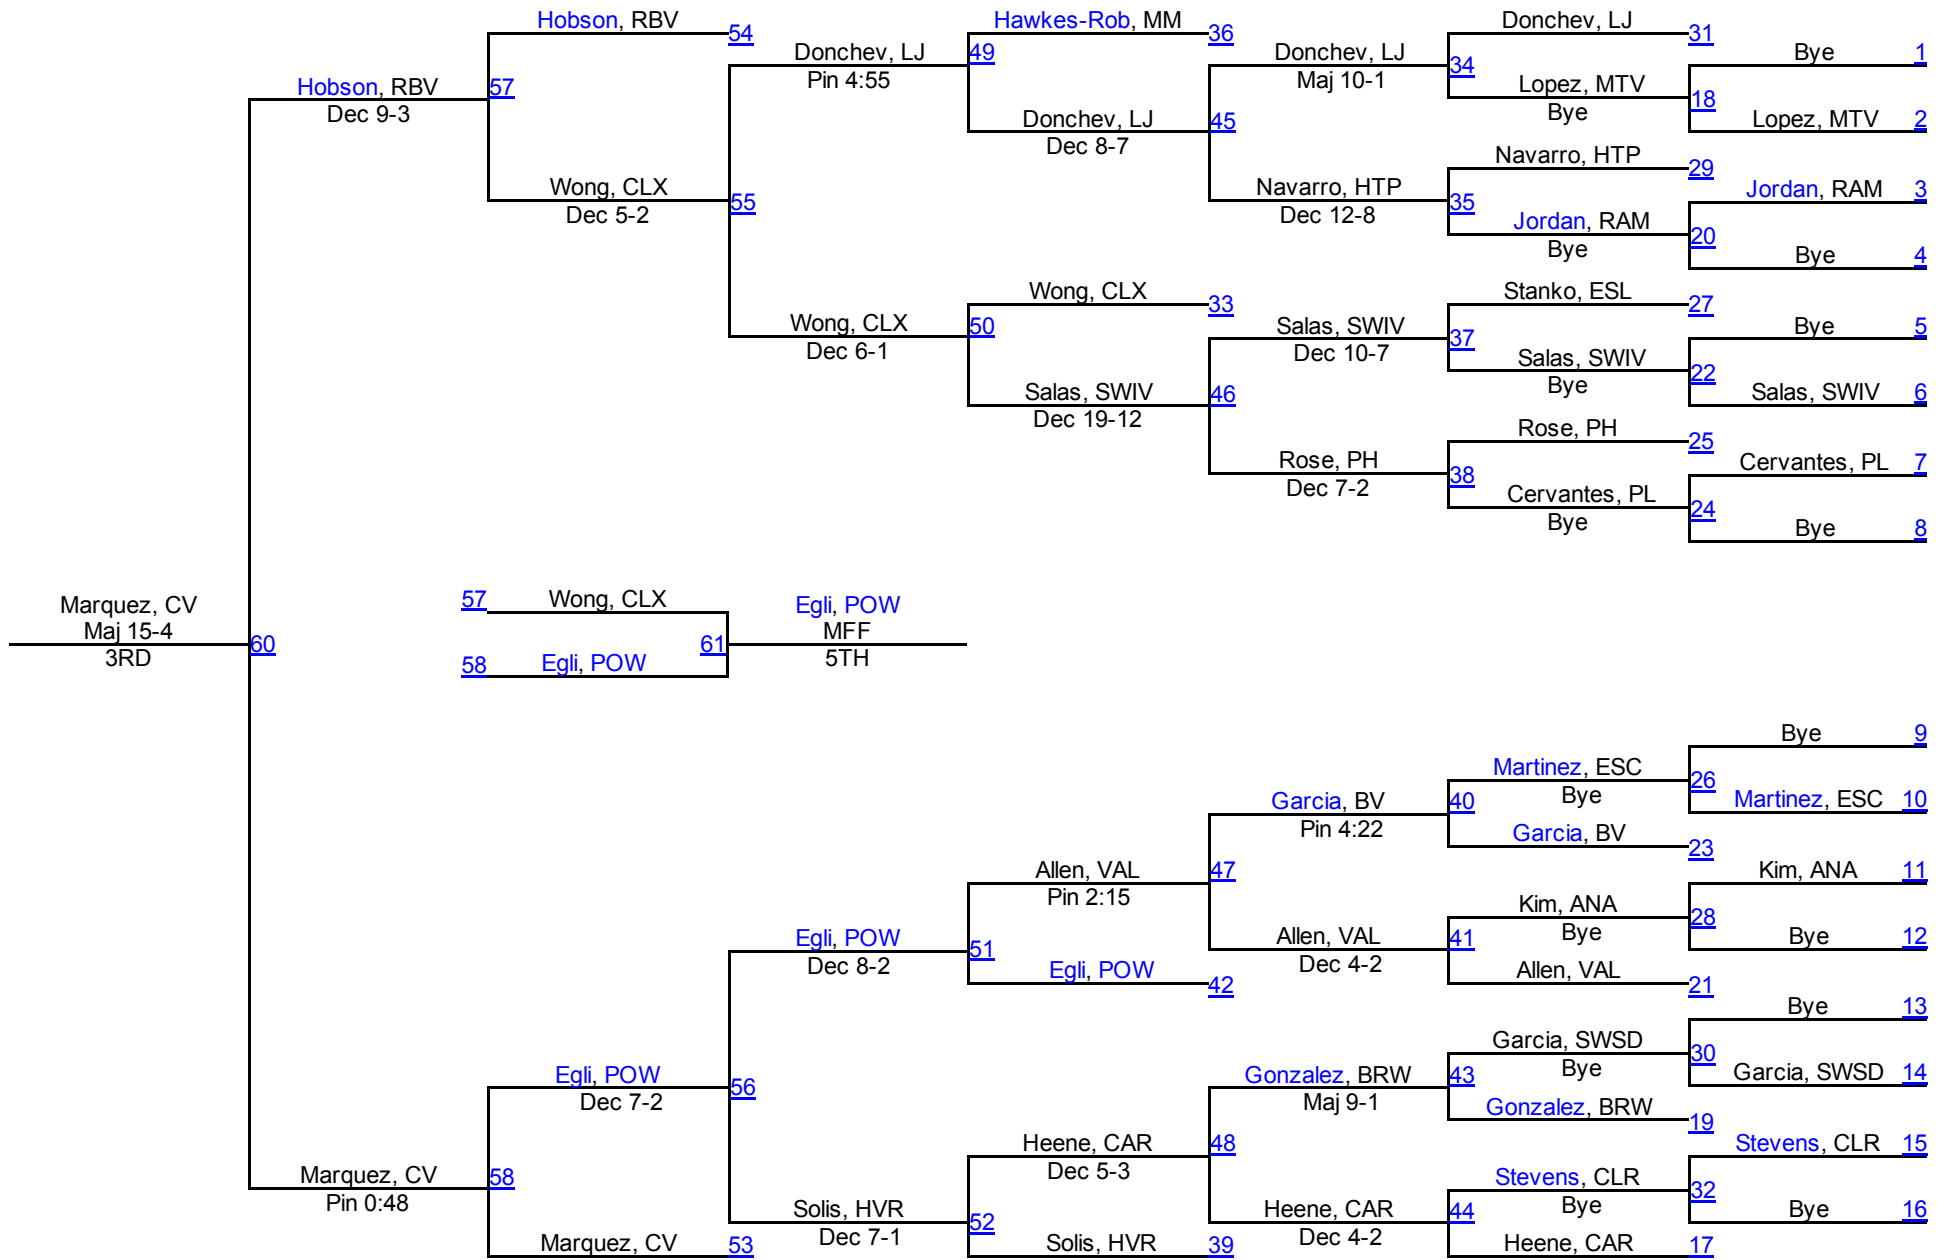 Hobson, RBV
54
Hawkes-Rob, MM
36
Donchev, LJ
31
Donchev, LJ
Pin 4:55
49
Donchev, LJ
Maj 10-1
34
Bye
1
Hobson, RBV
Dec 9-3
57
Lopez, MTV
Bye
18
Donchev, LJ
Dec 8-7
45
Lopez, MTV
2
Navarro, HTP
29
Wong, CLX
Dec 5-2
55
Navarro, HTP
Dec 12-8
35
Jordan, RAM
3
Jordan, RAM
Bye
20
Bye
4
Wong, CLX
33
Stanko, ESL
27
Wong, CLX
Dec 6-1
50
Salas, SWIV
Dec 10-7
37
Bye
5
Salas, SWIV
Bye
22
Salas, SWIV
Dec 19-12
46
Salas, SWIV
6
Rose, PH
25
Rose, PH
Dec 7-2
38
Cervantes, PL
7
Cervantes, PL
Bye
24
Bye
8
Marquez, CV
Maj 15-4
3RD
60
57
Wong, CLX
58
Egli, POW
61
Egli, POW
MFF
5TH
Bye
9
Martinez, ESC
Bye
26
Garcia, BV
Pin 4:22
40
Martinez, ESC
10
Garcia, BV
23
Allen, VAL
Pin 2:15
47
Kim, ANA
11
Kim, ANA
Bye
28
Egli, POW
Dec 8-2
51
Allen, VAL
Dec 4-2
41
Bye
12
Egli, POW
42
Allen, VAL
21
Bye
13
Garcia, SWSD
Bye
30
Egli, POW
Dec 7-2
56
Gonzalez, BRW
Maj 9-1
43
Garcia, SWSD
14
Gonzalez, BRW
19
Heene, CAR
Dec 5-3
48
Stevens, CLR
15
Marquez, CV
Pin 0:48
58
Stevens, CLR
Bye
32
Solis, HVR
Dec 7-1
52
Heene, CAR
Dec 4-2
44
Bye
16
Marquez, CV
53
Solis, HVR
39
Heene, CAR
17